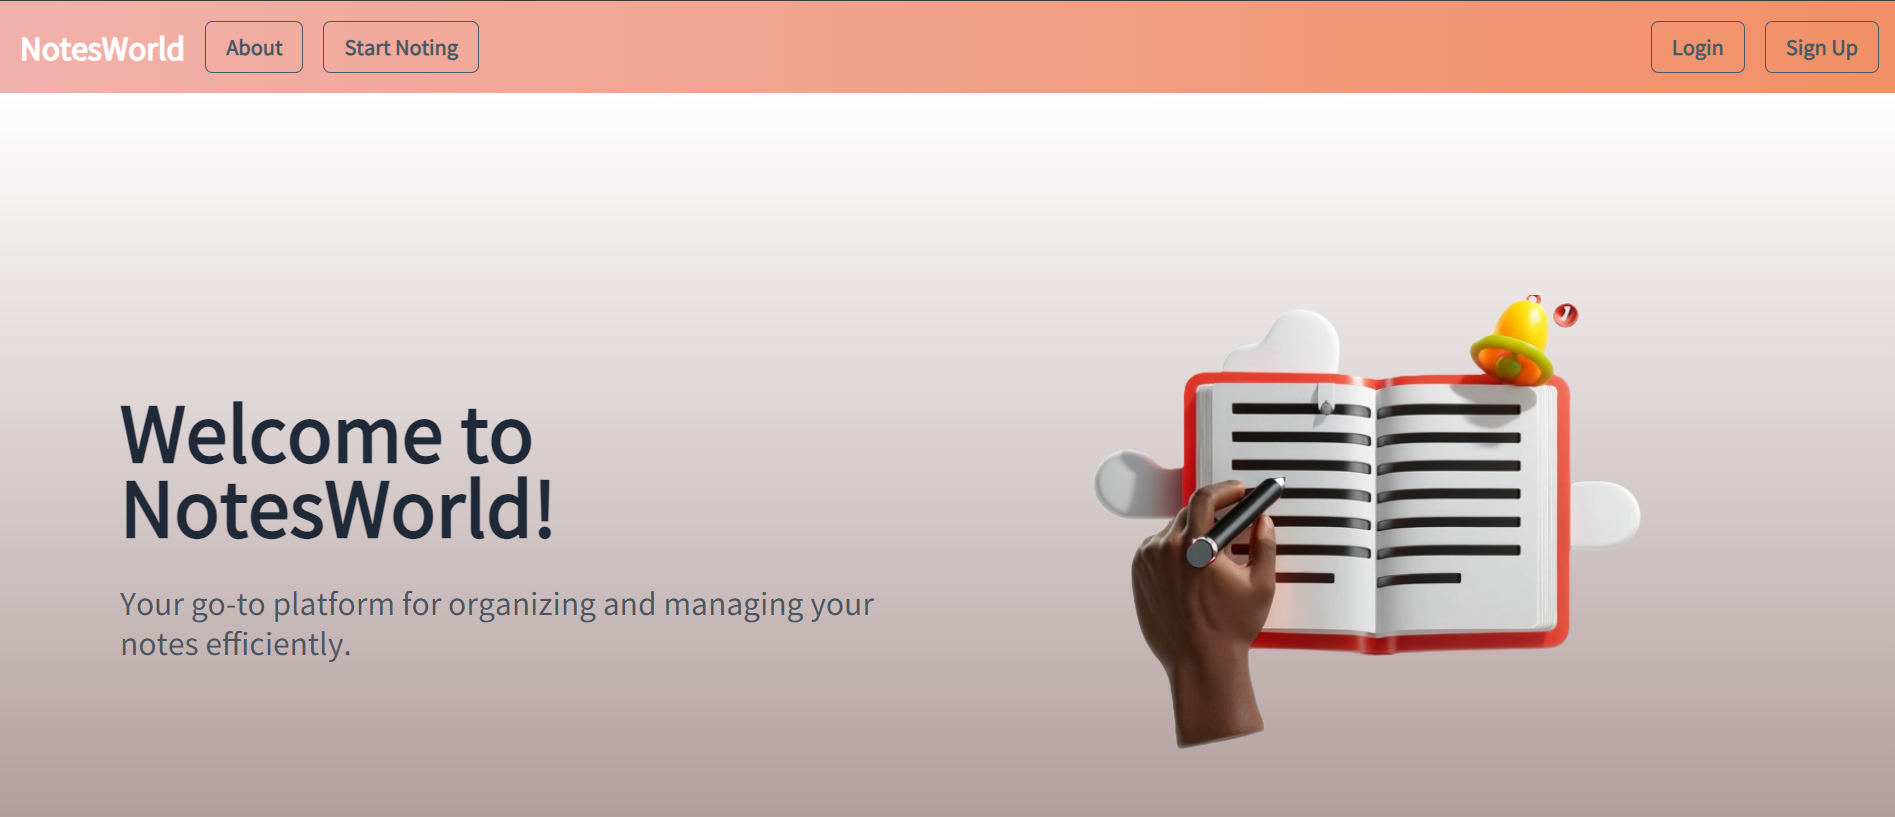 NotesWorld About Start Noting Login Sign Up
Welcome to
NotesWorld!
Your go-to platform for organizing and managing your
notes efficiently.
1